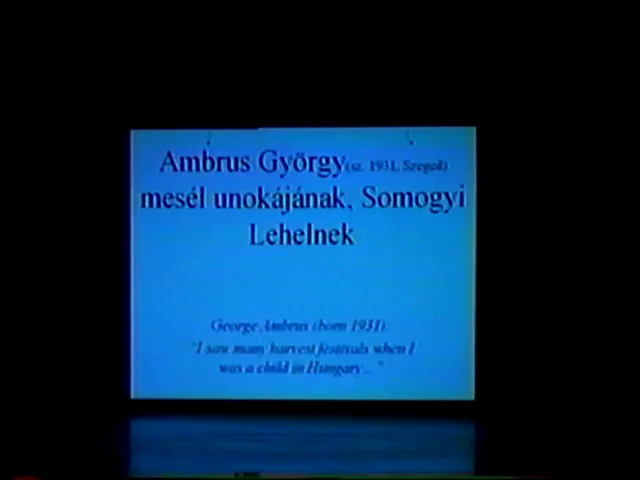 Ambrus György (sz. 1931, Szeged)
mesél unokájának, Somogyi
Lehelnek
George Ambrus (born 1931):
"I saw many harvest festivals when I
was a child in Hungary..."